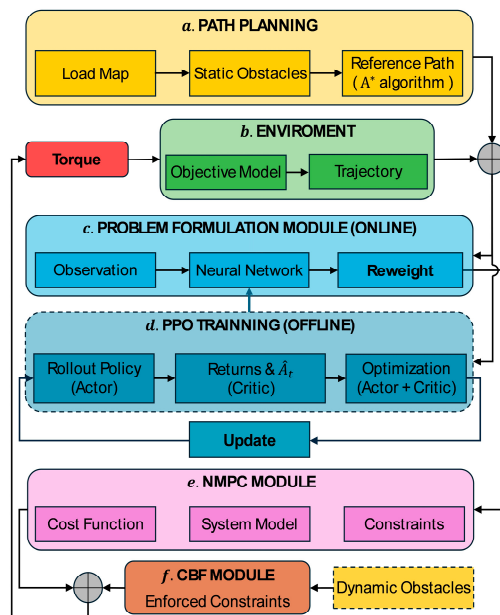 a. PATH PLANNING
Load Map
Static Obstacles
Reference Path
( A* algorithm )
b. ENVIROMENT
Torque
Objective Model
Trajectory
c. PROBLEM FORMULATION MODULE (ONLINE)
Observation
Neural Network
Reweight
d. PPO TRAINNING (OFFLINE)
Rollout Policy
(Actor)
Returns & Â_t
(Critic)
Optimization
(Actor + Critic)
Update
e. NMPC MODULE
Cost Function
System Model
Constraints
f. CBF MODULE
Enforced Constraints
Dynamic Obstacles